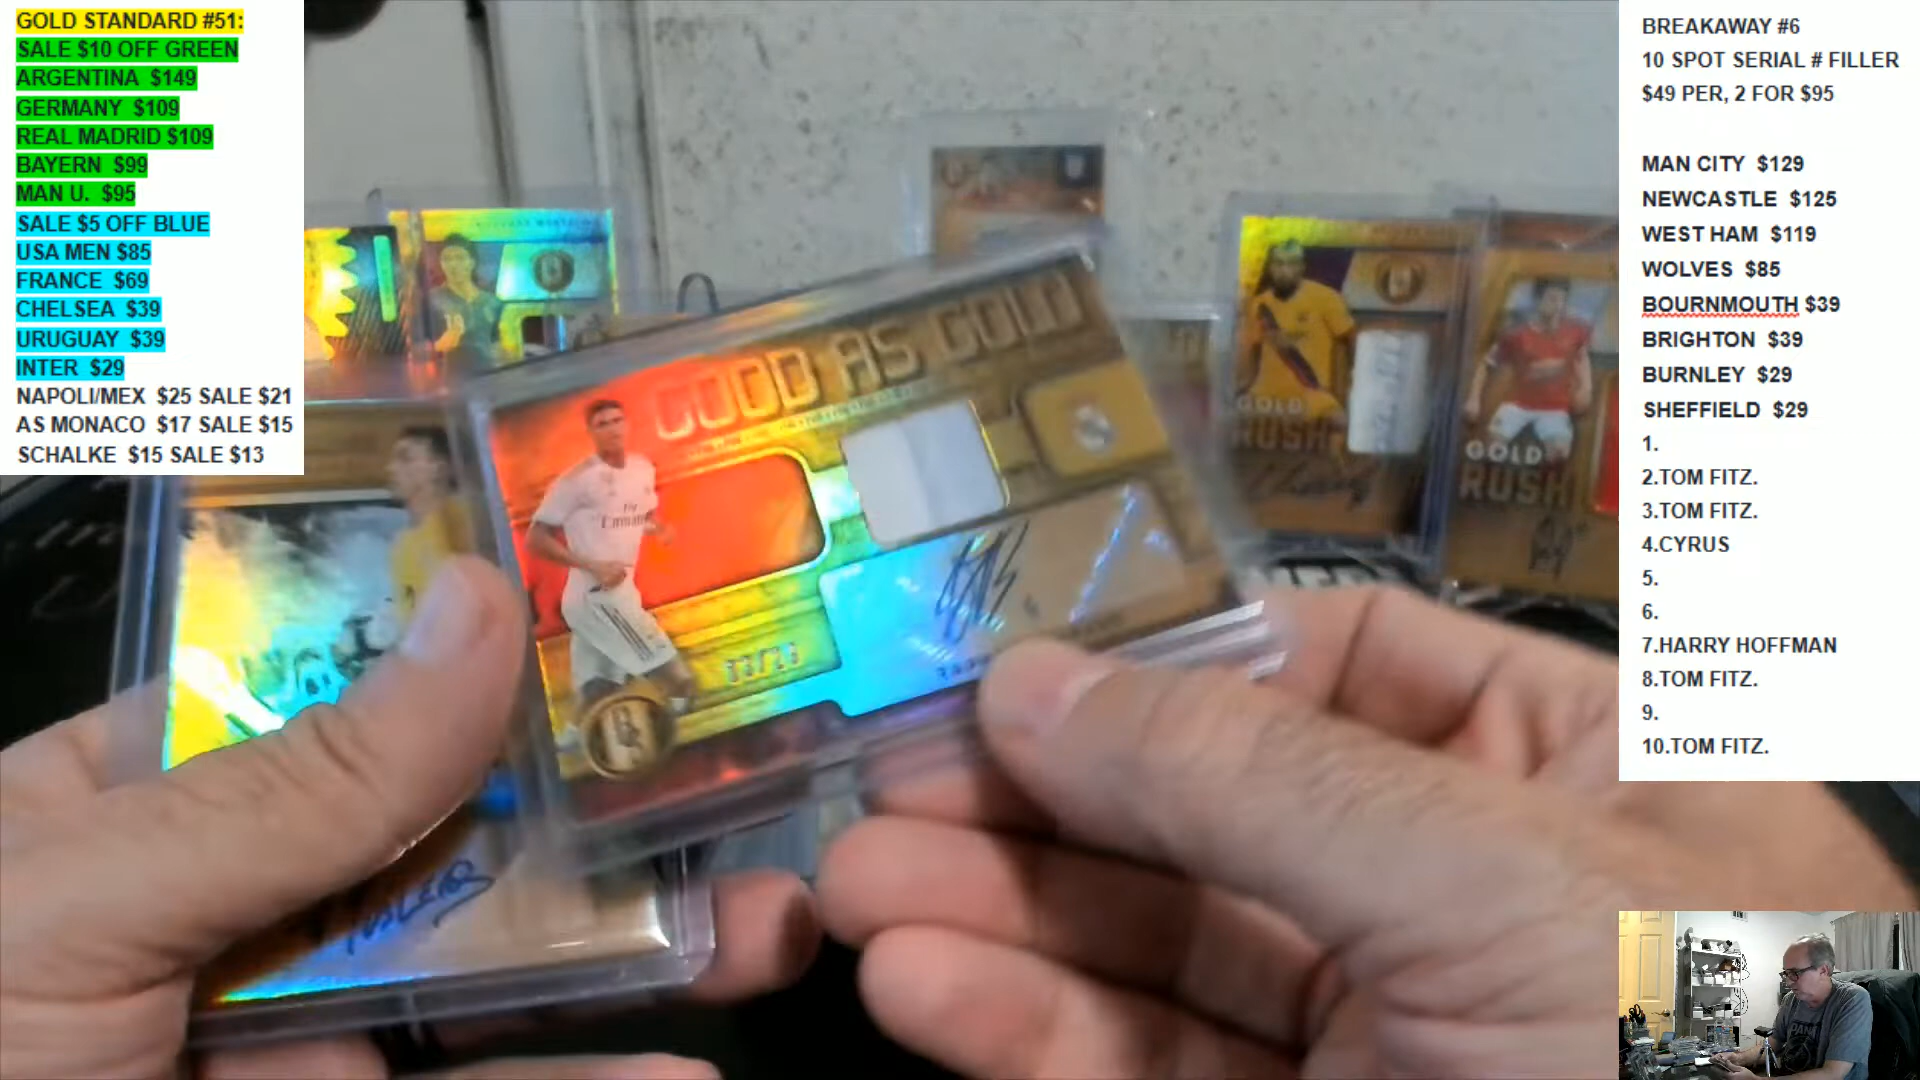 GOLD STANDARD #51:
SALE $10 OFF GREEN
ARGENTINA $149
GERMANY $109
REAL MADRID $109
BAYERN $99
MAN U. $95
SALE $5 OFF BLUE
USA MEN $85
FRANCE $69
CHELSEA $39
URUGUAY $39
INTER $29
NAPOLI/MEX $25 SALE $21
AS MONACO $17 SALE $15
SCHALKE $15 SALE $13
GOOD AS GOLD
Fly
Emirates
GOLD
RUSH
GOLD
RUSH
BREAKAWAY #6
10 SPOT SERIAL # FILLER
$49 PER, 2 FOR $95
MAN CITY $129
NEWCASTLE $125
WEST HAM $119
WOLVES $85
BOURNMOUTH $39
BRIGHTON $39
BURNLEY $29
SHEFFIELD $29
1.
2.TOM FITZ.
3.TOM FITZ.
4.CYRUS
5.
6.
7.HARRY HOFFMAN
8.TOM FITZ.
9.
10.TOM FITZ.